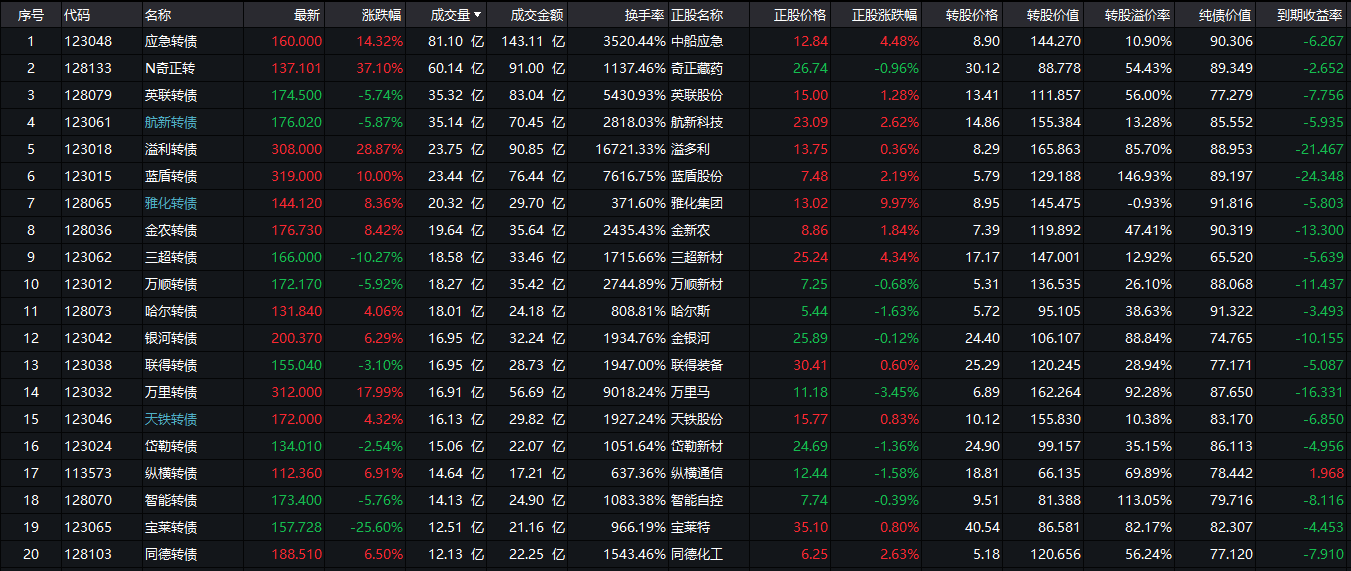 序号 代码 名称 最新 涨跌幅 成交量 成交金额 换手率 正股名称 正股价格 正股涨跌幅 转股价格 转股价值 转股溢价率 纯债价值 到期收益率
1 123048 应急转债 160.000 14.32% 81.10 亿 143.11 亿 3520.44% 中船应急 12.84 4.48% 8.90 144.270 10.90% 90.306 -6.267
2 128133 N奇正转 137.101 37.10% 60.14 亿 91.00 亿 1137.46% 奇正藏药 26.74 -0.96% 30.12 88.778 54.43% 89.349 -2.652
3 128079 英联转债 174.500 -5.74% 35.32 亿 83.04 亿 5430.93% 英联股份 15.00 1.28% 13.41 111.857 56.00% 77.279 -7.756
4 123061 航新转债 176.020 -5.87% 35.14 亿 70.45 亿 2818.03% 航新科技 23.09 2.62% 14.86 155.384 13.28% 85.552 -5.935
5 123018 溢利转债 308.000 28.87% 23.75 亿 90.85 亿 16721.33% 溢多利 13.75 0.36% 8.29 165.863 85.70% 88.953 -21.467
6 123015 蓝盾转债 319.000 10.00% 23.44 亿 76.44 亿 7616.75% 蓝盾股份 7.48 2.19% 5.79 129.188 146.93% 89.197 -24.348
7 128065 雅化转债 144.120 8.36% 20.32 亿 29.70 亿 371.60% 雅化集团 13.02 9.97% 8.95 145.475 -0.93% 91.816 -5.803
8 128036 金农转债 176.730 8.42% 19.64 亿 35.64 亿 2435.43% 金新农 8.86 1.84% 7.39 119.892 47.41% 90.319 -13.300
9 123062 三超转债 166.000 -10.27% 18.58 亿 33.46 亿 1715.66% 三超新材 25.24 4.34% 17.17 147.001 12.92% 65.520 -5.639
10 123012 万顺转债 172.170 -5.92% 18.27 亿 35.42 亿 2744.89% 万顺新材 7.25 -0.68% 5.31 136.535 26.10% 88.068 -11.437
11 128073 哈尔转债 131.840 4.06% 18.01 亿 24.18 亿 808.81% 哈尔斯 5.44 -1.63% 5.72 95.105 38.63% 91.322 -3.493
12 123042 银河转债 200.370 6.29% 16.95 亿 32.24 亿 1934.76% 金银河 25.89 -0.12% 24.40 106.107 88.84% 74.765 -10.155
13 123038 联得转债 155.040 -3.10% 16.95 亿 28.73 亿 1947.00% 联得装备 30.41 0.60% 25.29 120.245 28.94% 77.171 -5.087
14 123032 万里转债 312.000 17.99% 16.91 亿 56.69 亿 9018.24% 万里马 11.18 -3.45% 6.89 162.264 92.28% 87.650 -16.331
15 123046 天铁转债 172.000 4.32% 16.13 亿 29.82 亿 1927.24% 天铁股份 15.77 0.83% 10.12 155.830 10.38% 83.170 -6.850
16 123024 岱勒转债 134.010 -2.54% 15.06 亿 22.07 亿 1051.64% 岱勒新材 24.69 -1.36% 24.90 99.157 35.15% 86.113 -4.956
17 113573 纵横转债 112.360 6.91% 14.64 亿 17.21 亿 637.36% 纵横通信 12.44 -1.58% 18.81 66.135 69.89% 78.442 1.968
18 128070 智能转债 173.400 -5.76% 14.13 亿 24.90 亿 1083.38% 智能自控 7.74 -0.39% 9.51 81.388 113.05% 79.716 -8.116
19 123065 宝莱转债 157.728 -25.60% 12.51 亿 21.16 亿 966.19% 宝莱特 35.10 0.80% 40.54 86.581 82.17% 82.307 -4.453
20 128103 同德转债 188.510 6.50% 12.13 亿 22.25 亿 1543.46% 同德化工 6.25 2.63% 5.18 120.656 56.24% 77.120 -7.910